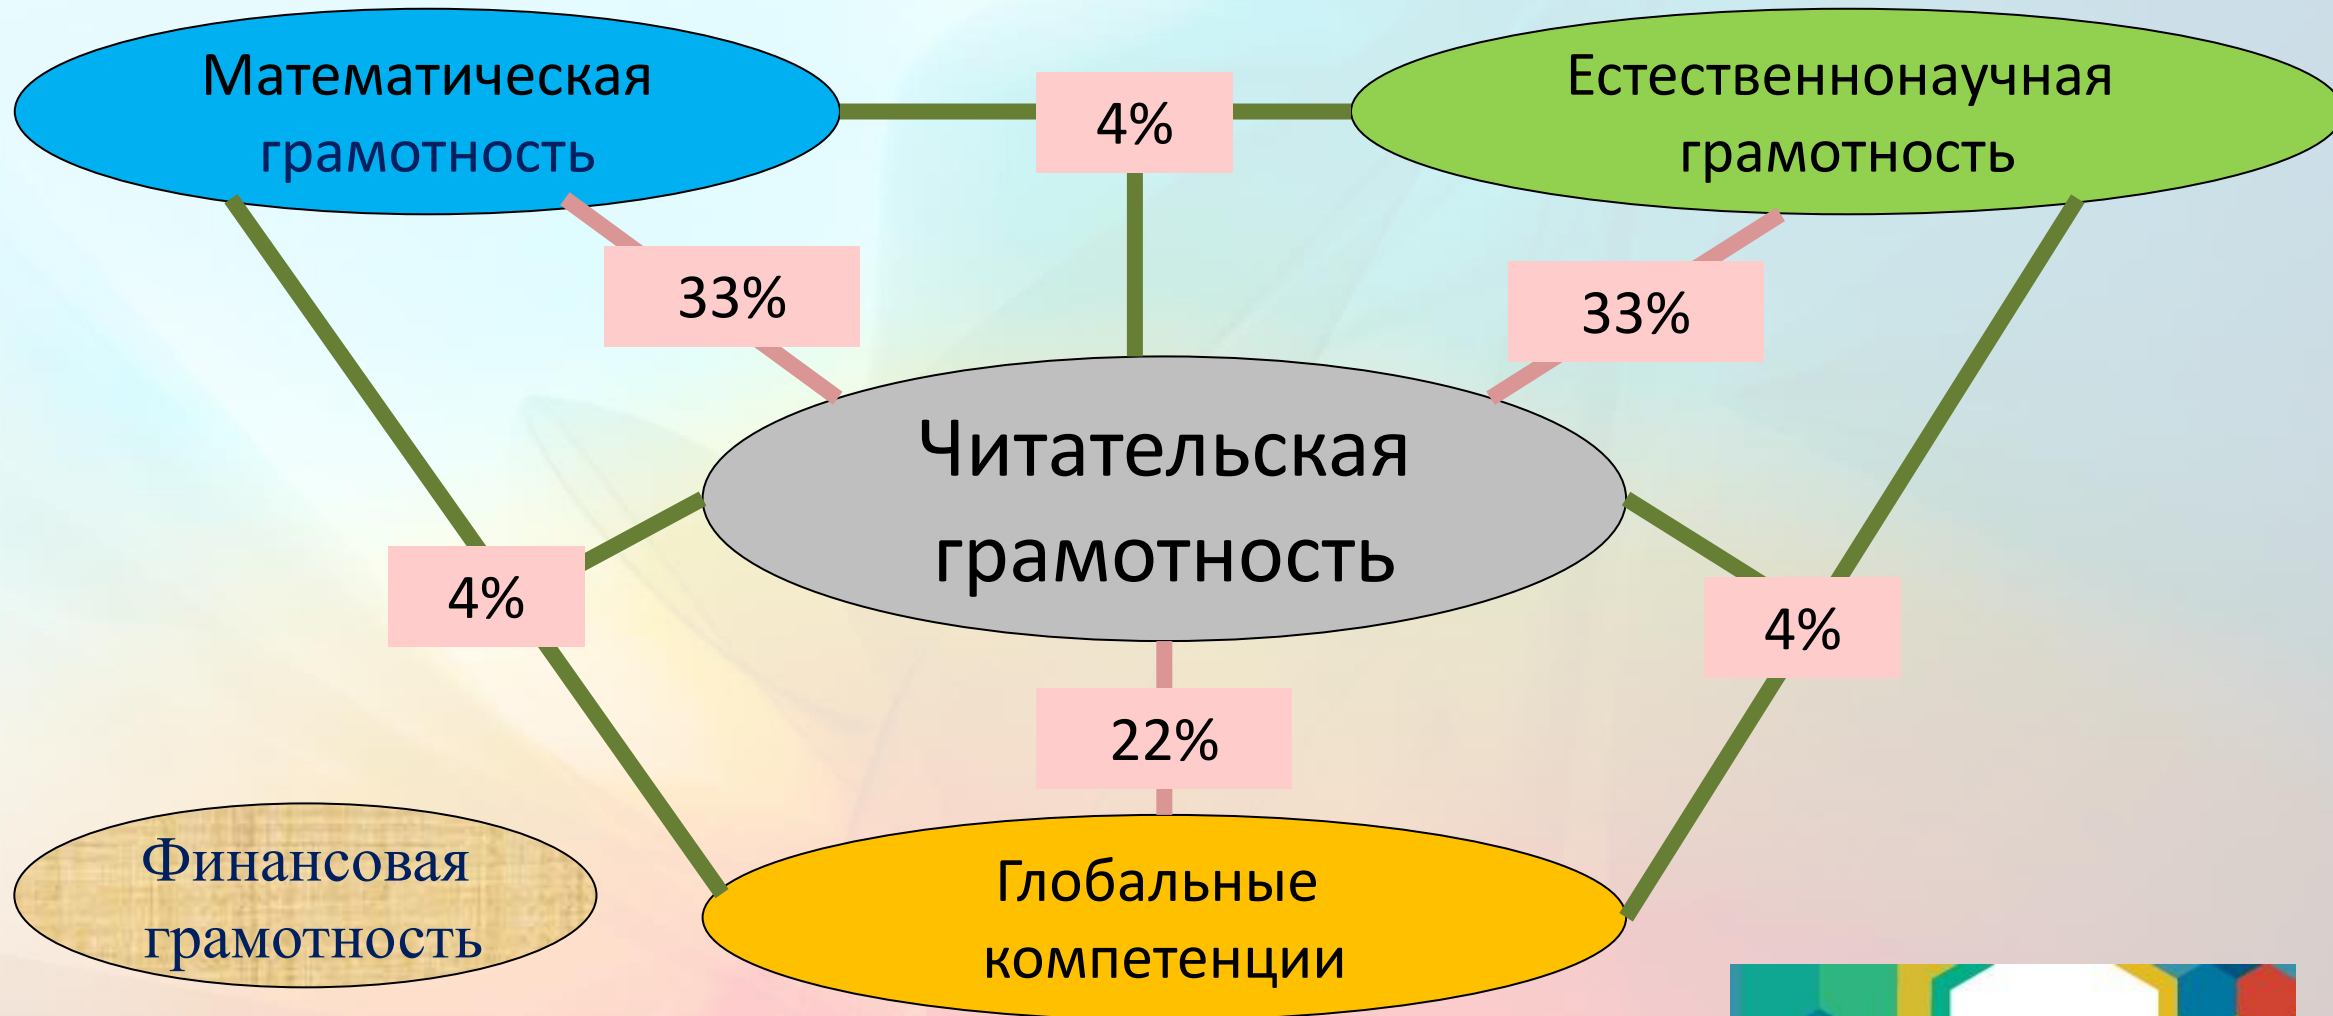 Математическая
грамотность
4%
Естественнонаучная
грамотность
33%
33%
Читательская
грамотность
4%
4%
22%
Финансовая
грамотность
Глобальные
компетенции